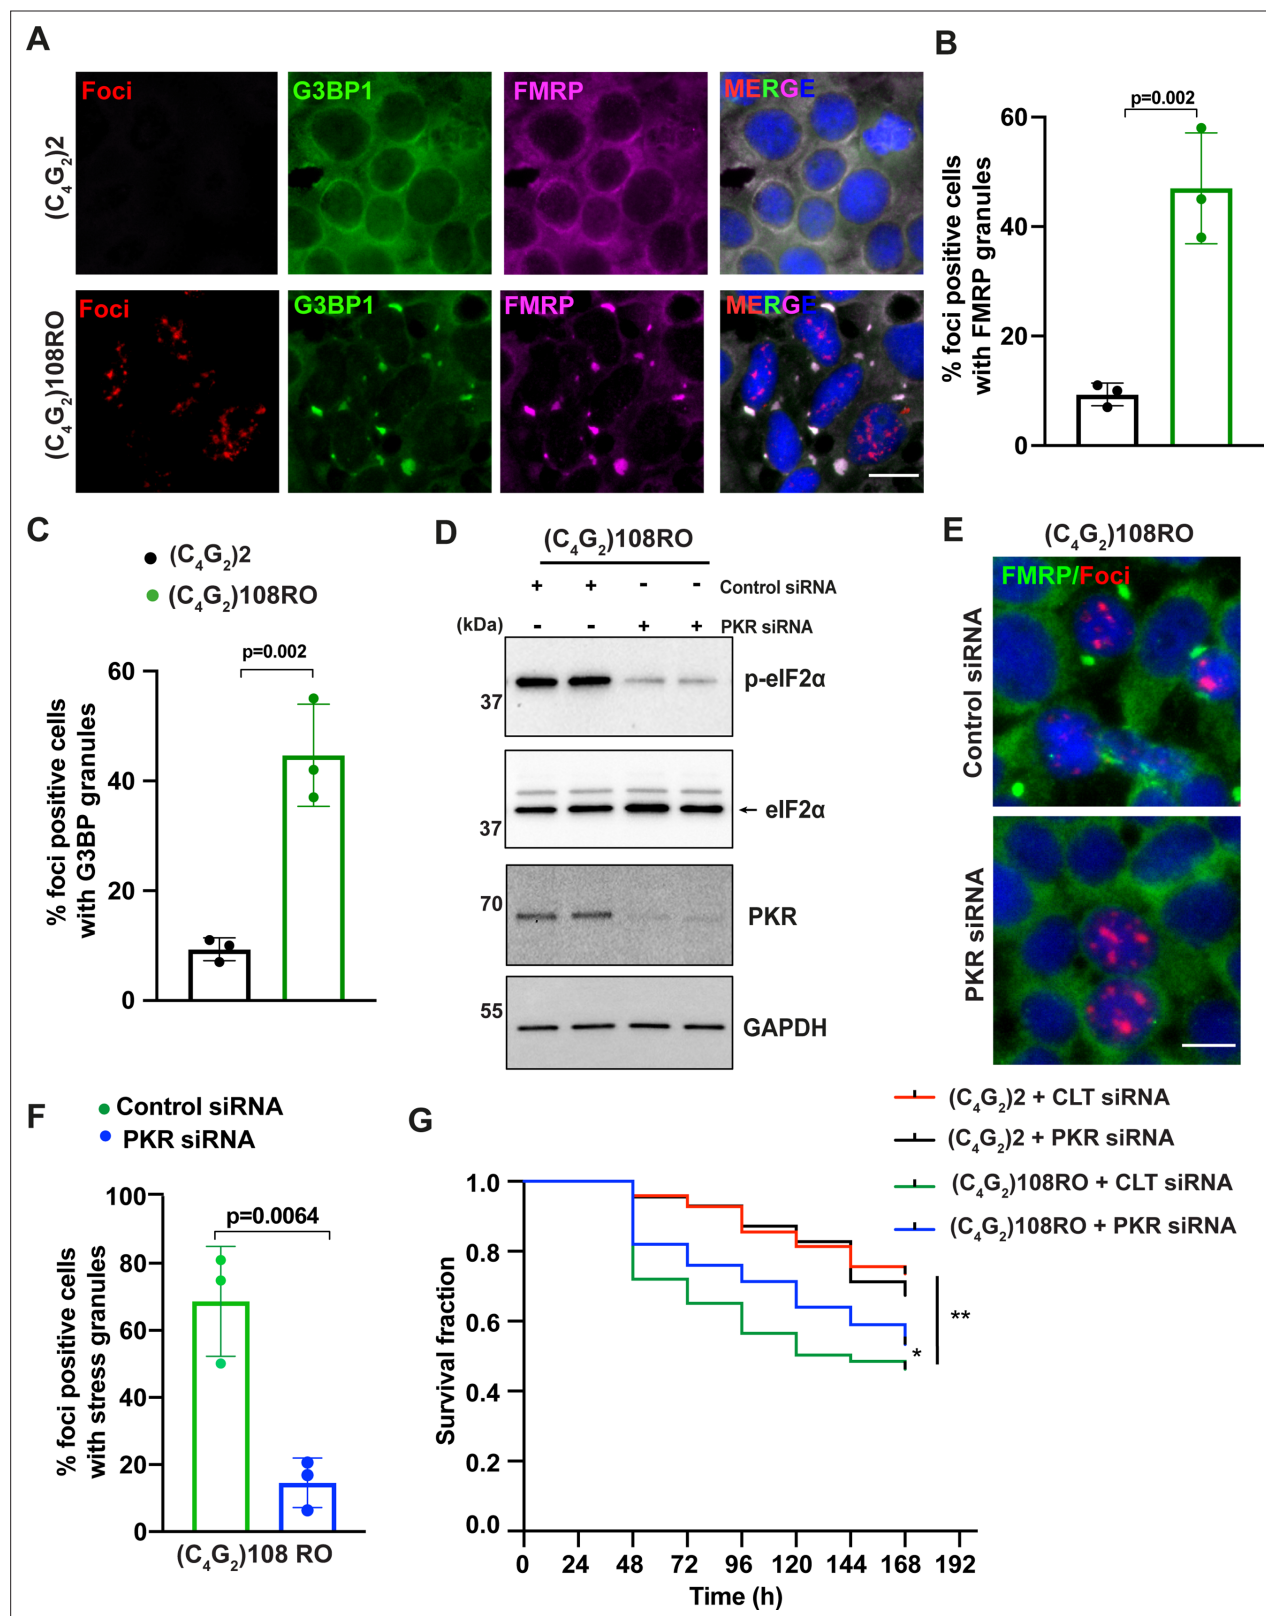 A
Foci
G3BP1
FMRP
MERGE
(C₄G₂)2
Foci
G3BP1
FMRP
MERGE
(C₄G₂)108RO
B
p=0.002
60
40
20
0
% foci positive cells
with FMRP granules
C
(C₄G₂)2
(C₄G₂)108RO
p=0.002
60
40
20
0
% foci positive cells
with G3BP granules
D
(C₄G₂)108RO
+ + - - Control siRNA
(kDa) - - + + PKR siRNA
37 p-eIF2α
37 ← eIF2α
70 PKR
55 GAPDH
E
(C₄G₂)108RO
FMRP/Foci
Control siRNA
PKR siRNA
F
Control siRNA
PKR siRNA
p=0.0064
100
80
60
40
20
0
% foci positive cells
with stress granules
(C₄G₂)108 RO
G
(C₄G₂)2 + CLT siRNA
(C₄G₂)2 + PKR siRNA
(C₄G₂)108RO + CLT siRNA
(C₄G₂)108RO + PKR siRNA
1.0
0.8
0.6
0.4
0.2
0.0
Survival fraction
**
*
0 24 48 72 96 120 144 168 192
Time (h)